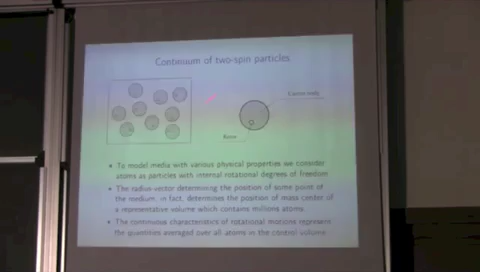 Continuum of two-spin particles
Carrier body
Rotor
• To model media with various physical properties we consider
atoms as particles with internal rotational degrees of freedom
• The radius-vector determining the position of some point of
the medium, in fact, determines the position of mass center of
a representative volume which contains millions atoms
• The continuous characteristics of rotational motions represent
the quantities averaged over all atoms in the control volume